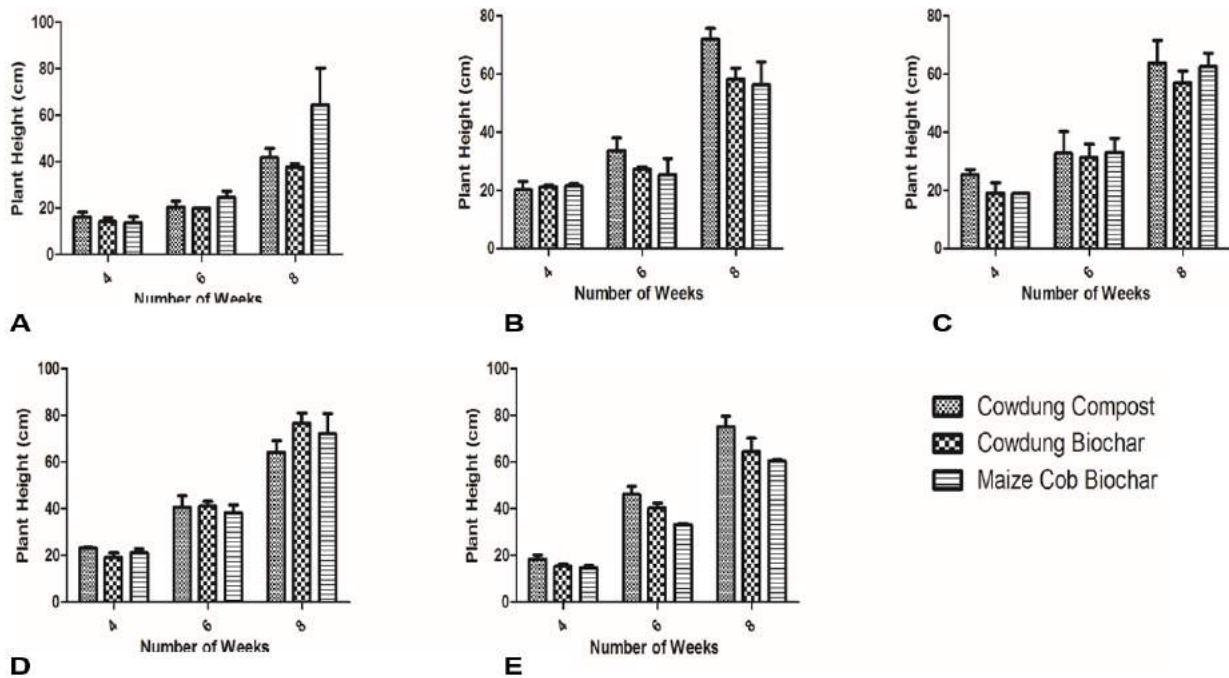 100
80
60
40
20
0
Plant Height (cm)
4
6
8
Number of Weeks
A
80
60
40
20
0
Plant Height (cm)
4
6
8
Number of Weeks
B
80
60
40
20
0
Plant Height (cm)
4
6
8
Number of Weeks
C
100
80
60
40
20
0
Plant Height (cm)
4
6
8
Number of Weeks
D
100
80
60
40
20
0
Plant Height (cm)
4
6
8
Number of Weeks
E
Cowdung Compost
Cowdung Biochar
Maize Cob Biochar